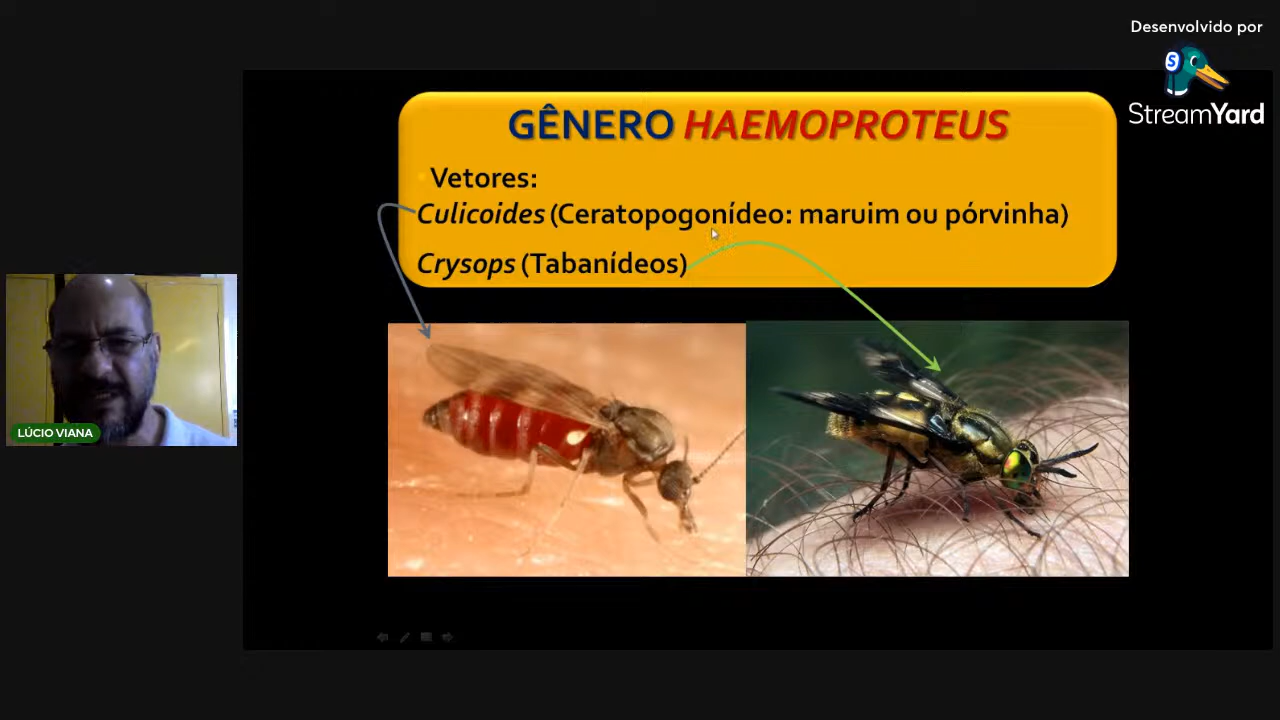 Desenvolvido por
StreamYard
GÊNERO HAEMOPROTEUS
Vetores:
Culicoides (Ceratopogonídeo: maruim ou pórvinha)
Crysops (Tabanídeos)
LÚCIO VIANA